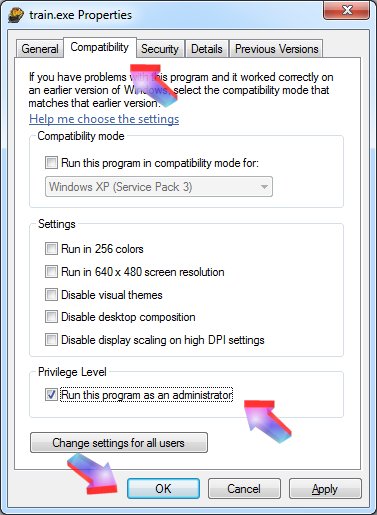 train.exe Properties
General Compatibility Security Details Previous Versions
If you have problems with this program and it worked correctly on
an earlier version of Windows, select the compatibility mode that
matches that earlier version.
Help me choose the settings
Compatibility mode
Run this program in compatibility mode for:
Windows XP (Service Pack 3)
Settings
Run in 256 colors
Run in 640 x 480 screen resolution
Disable visual themes
Disable desktop composition
Disable display scaling on high DPI settings
Privilege Level
Run this program as an administrator
Change settings for all users
OK Cancel Apply